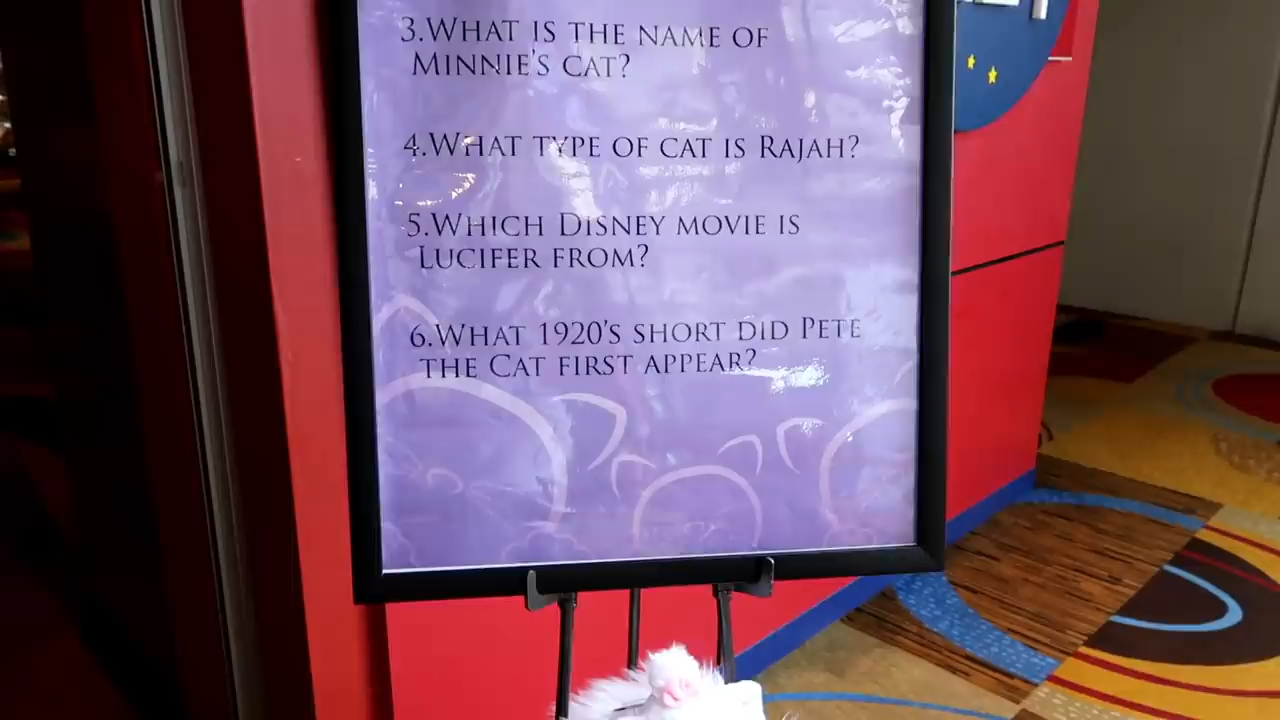 3.What is the name of
Minnie's cat?
4.What type of cat is Rajah?
5.Which Disney movie is
Lucifer from?
6.What 1920's short did Pete
the Cat first appear?